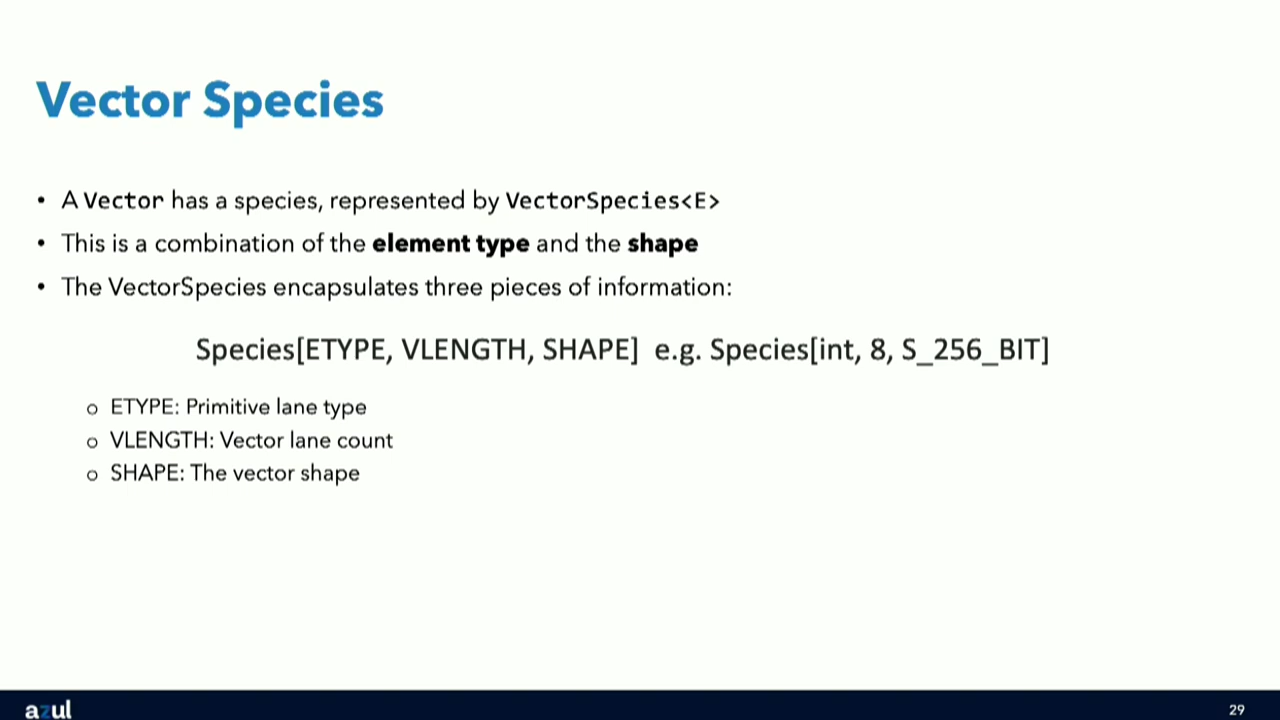 Vector Species
• A Vector has a species, represented by VectorSpecies<E>
• This is a combination of the element type and the shape
• The VectorSpecies encapsulates three pieces of information:
Species[ETYPE, VLENGTH, SHAPE] e.g. Species[int, 8, S_256_BIT]
o ETYPE: Primitive lane type
o VLENGTH: Vector lane count
o SHAPE: The vector shape
azul
29